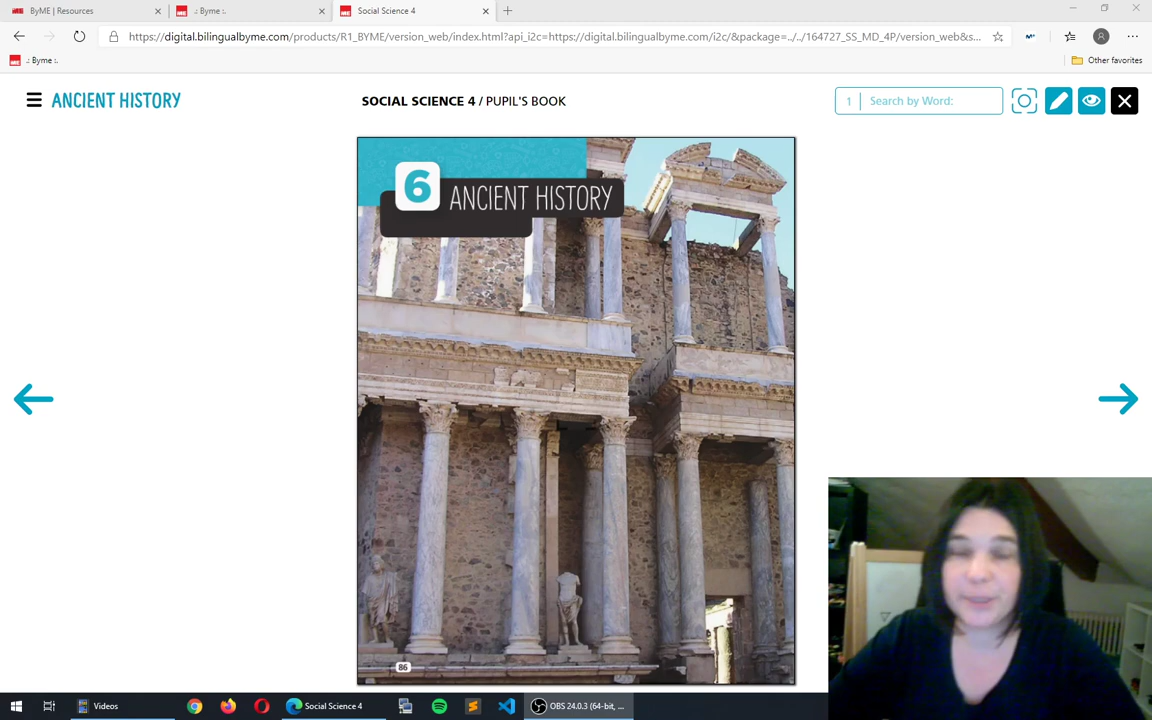 ByME | Resources
.: Byme :.
Social Science 4
https://digital.bilingualbyme.com/products/R1_BYME/version_web/index.html?api_i2c=https://digital.bilingualbyme.com/i2c/&package=../../164727_SS_MD_4P/version_web&s...
.: Byme :.
Other favorites
ANCIENT HISTORY
SOCIAL SCIENCE 4 / PUPIL'S BOOK
1 Search by Word:
6 ANCIENT HISTORY
86
Videos
Social Science 4
OBS 24.0.3 (64-bit, ...